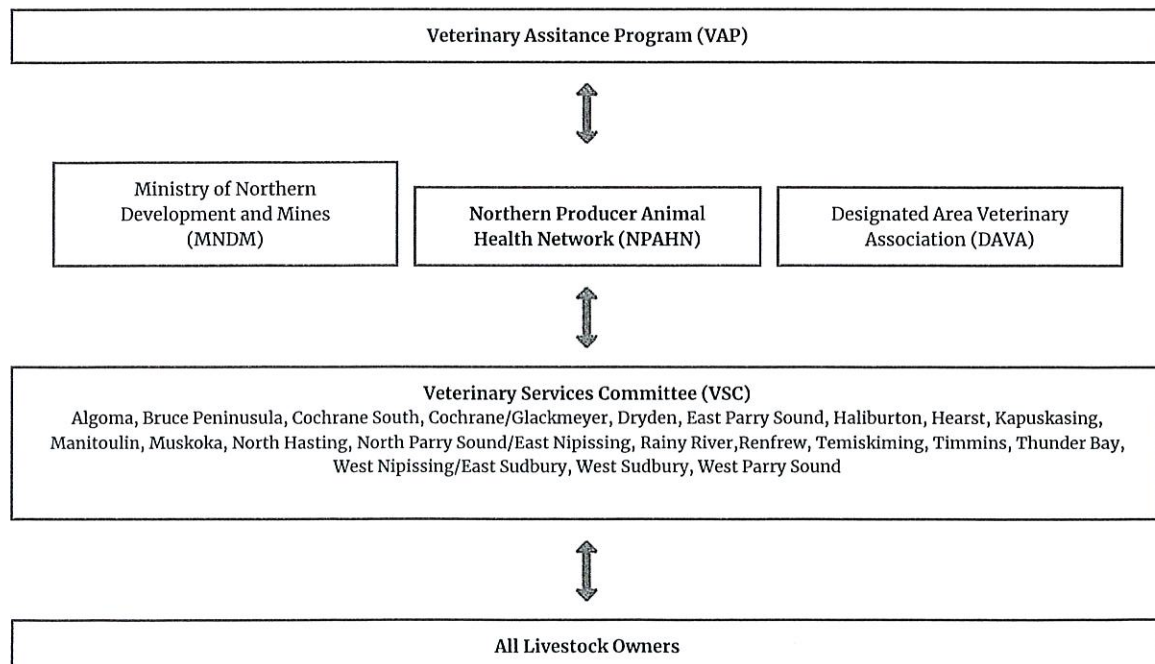 Veterinary Assitance Program (VAP)
Ministry of Northern
Development and Mines
(MNDM)
Northern Producer Animal
Health Network (NPAHN)
Designated Area Veterinary
Association (DAVA)
Veterinary Services Committee (VSC)
Algoma, Bruce Peninusula, Cochrane South, Cochrane/Glackmeyer, Dryden, East Parry Sound, Haliburton, Hearst, Kapuskasing,
Manitoulin, Muskoka, North Hasting, North Parry Sound/East Nipissing, Rainy River,Renfrew, Temiskiming, Timmins, Thunder Bay,
West Nipissing/East Sudbury, West Sudbury, West Parry Sound
All Livestock Owners